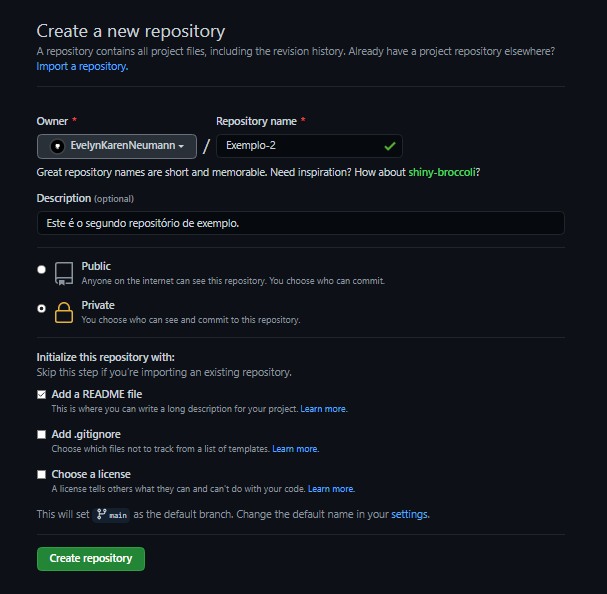 Create a new repository
A repository contains all project files, including the revision history. Already have a project repository elsewhere?
Import a repository.
Owner *
Repository name *
EvelynKarenNeumann
/
Exemplo-2
Great repository names are short and memorable. Need inspiration? How about shiny-broccoli?
Description (optional)
Este é o segundo repositório de exemplo.
Public
Anyone on the internet can see this repository. You choose who can commit.
Private
You choose who can see and commit to this repository.
Initialize this repository with:
Skip this step if you're importing an existing repository.
Add a README file
This is where you can write a long description for your project. Learn more.
Add .gitignore
Choose which files not to track from a list of templates. Learn more.
Choose a license
A license tells others what they can and can't do with your code. Learn more.
This will set main as the default branch. Change the default name in your settings.
Create repository